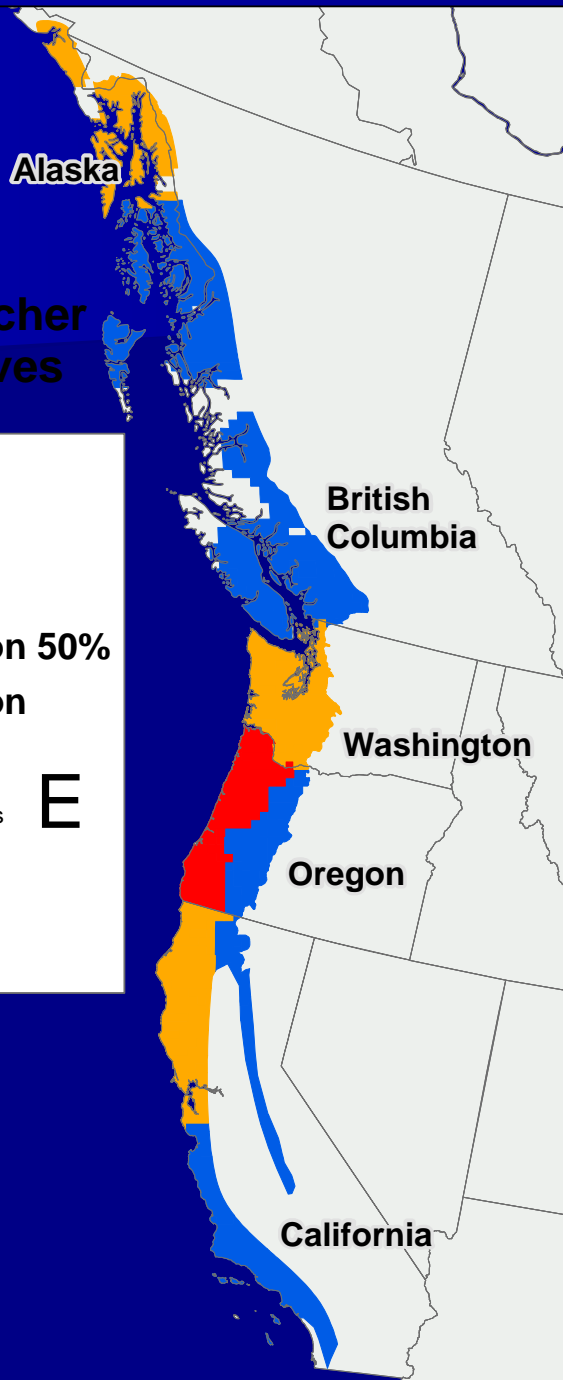 Alaska
cher
ves
British
Columbia
on 50%
on
s E
Washington
Oregon
California